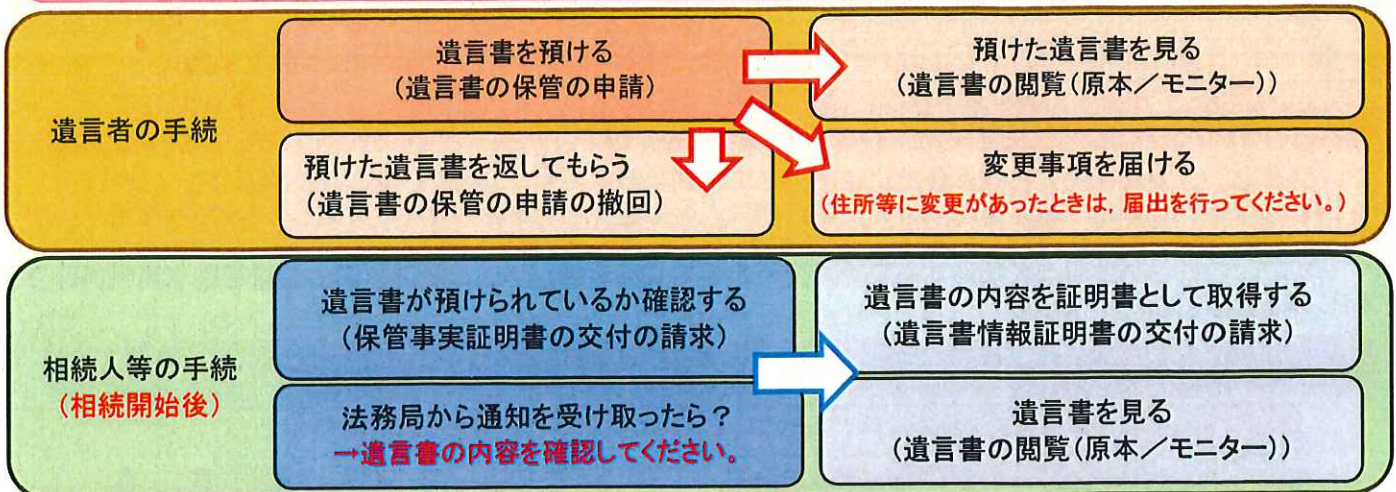 遺言者の手続
遺言書を預ける
(遺言書の保管の申請)
預けた遺言書を見る
(遺言書の閲覧(原本／モニター))
預けた遺言書を返してもらう
(遺言書の保管の申請の撤回)
変更事項を届ける
(住所等に変更があったときは, 届出を行ってください。)
相続人等の手続
(相続開始後)
遺言書が預けられているか確認する
(保管事実証明書の交付の請求)
遺言書の内容を証明書として取得する
(遺言書情報証明書の交付の請求)
法務局から通知を受け取ったら？
→遺言書の内容を確認してください。
遺言書を見る
(遺言書の閲覧(原本／モニター))